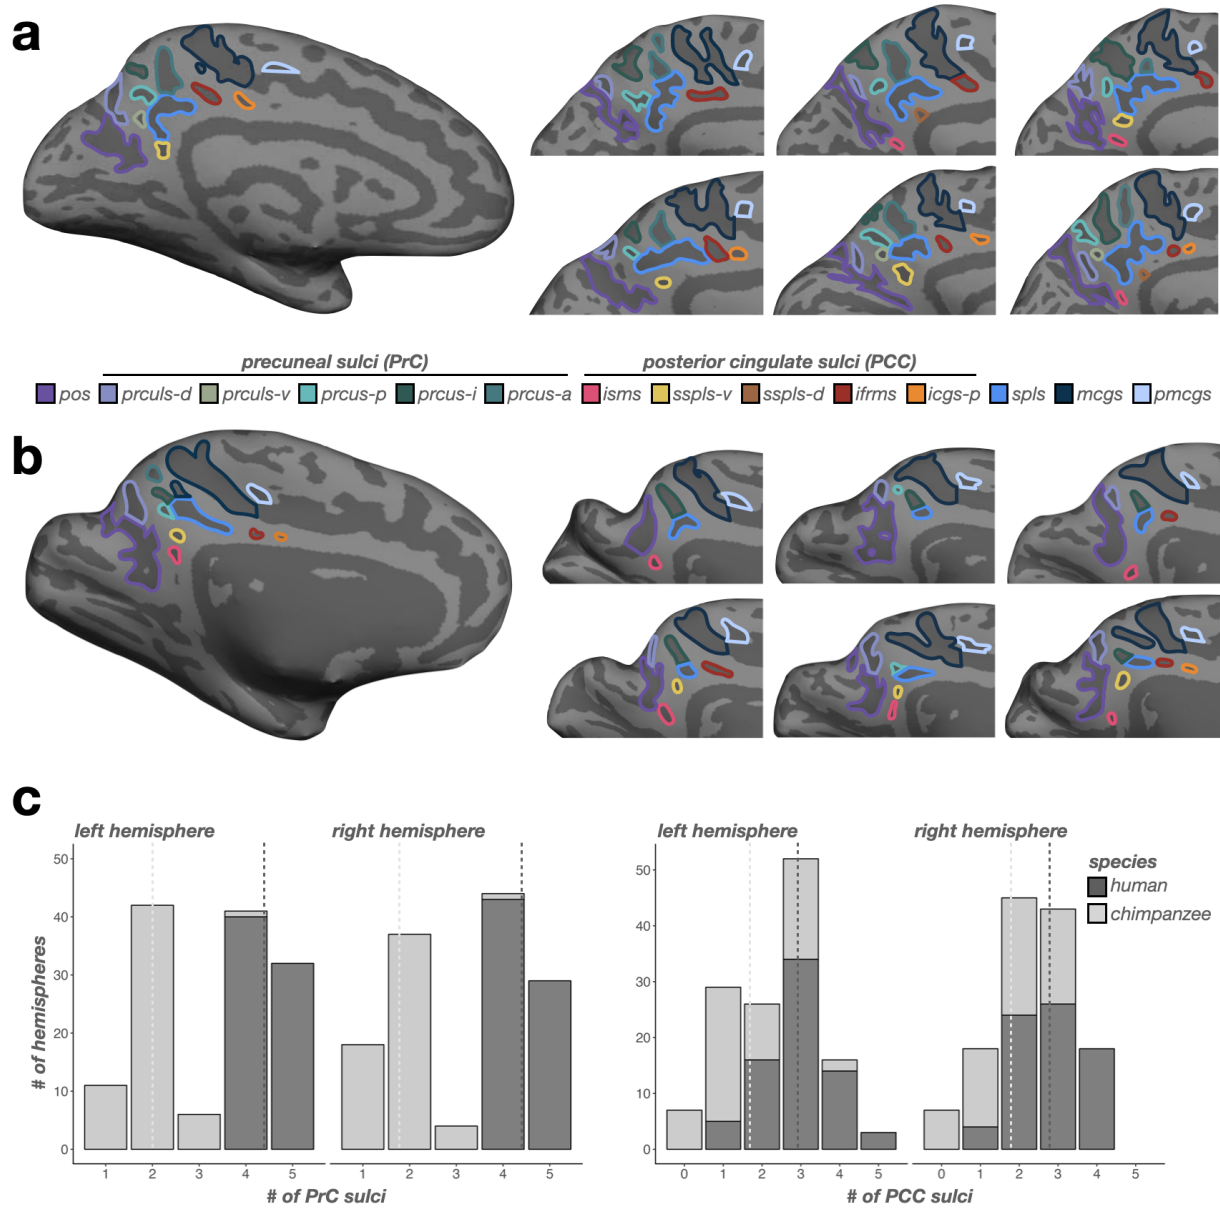 a
precuneal sulci (PrC) posterior cingulate sulci (PCC)
pos prculs-d prculs-v prcus-p prcus-i prcus-a isms sspls-v sspls-d ifrms icgs-p spls mcgs pmcgs
b
c
left hemisphere right hemisphere left hemisphere right hemisphere
# of hemispheres
50
40
30
20
10
0
1 2 3 4 5
1 2 3 4 5
# of PrC sulci
50
40
30
20
10
0
0 1 2 3 4 5
0 1 2 3 4 5
# of PCC sulci
species
human
chimpanzee